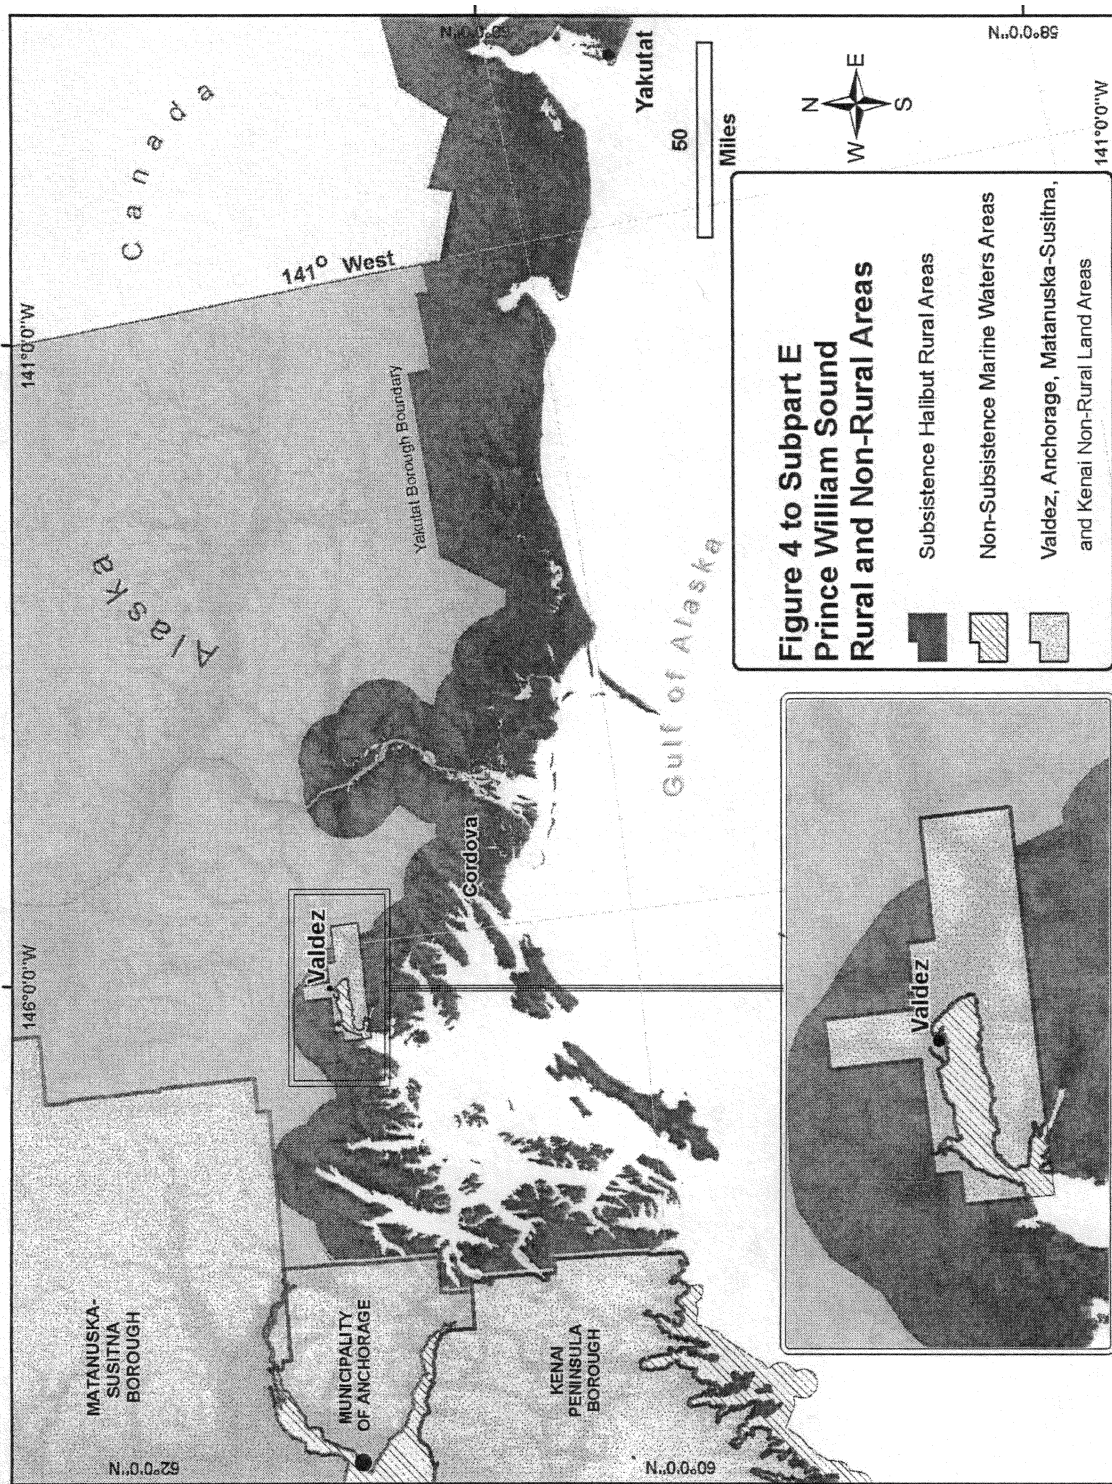 Figure 4 to Subpart E
Prince William Sound
Rural and Non-Rural Areas
Subsistence Halibut Rural Areas
Non-Subsistence Marine Waters Areas
Valdez, Anchorage, Matanuska-Susitna,
and Kenai Non-Rural Land Areas
146°0'0"W
141°0'0"W
141°0'0"W
62°0'0"N
60°0'0"N
60°0'0"N
58°0'0"N
MATANUSKA-
SUSITNA
BOROUGH
MUNICIPALITY
OF ANCHORAGE
KENAI
PENINSULA
BOROUGH
Alaska
Canada
141° West
Yakutat Borough Boundary
Valdez
Cordova
Yakutat
Gulf of Alaska
50
Miles
N
E
S
W
Valdez